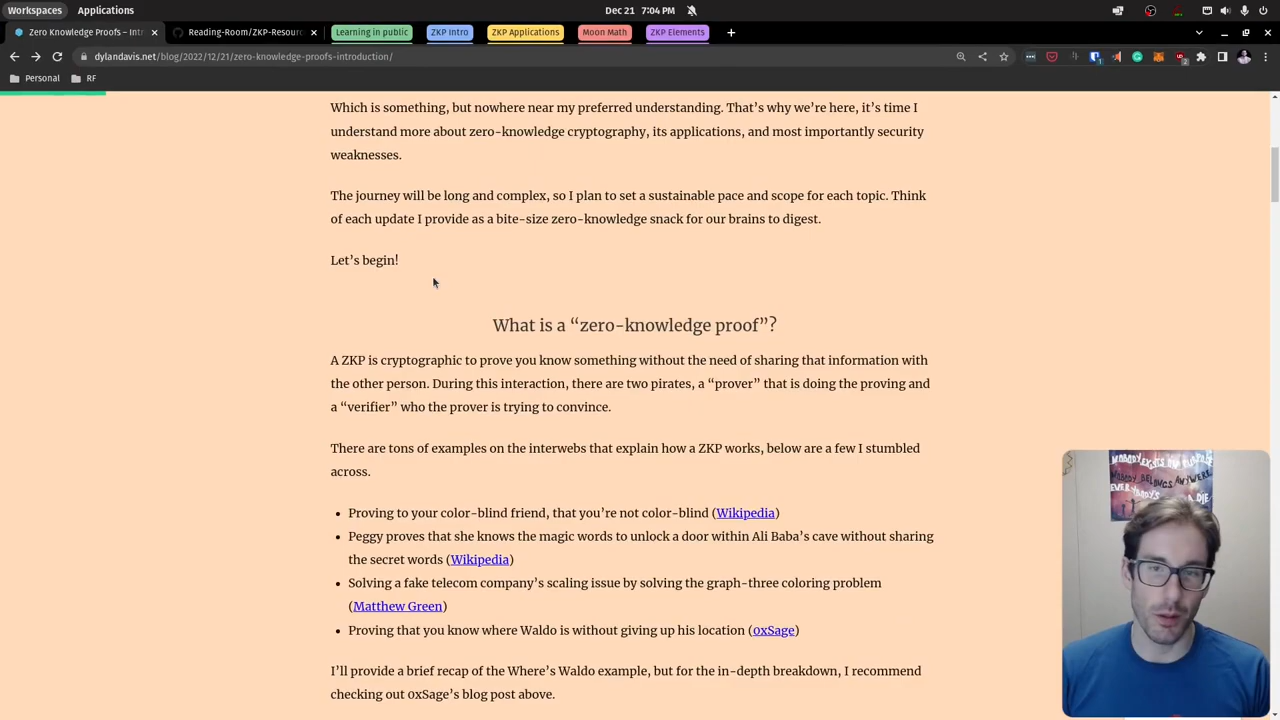 Workspaces Applications Dec 21 7:04 PM
Zero Knowledge Proofs – Intr Reading-Room/ZKP-Resour Learning in public ZKP Intro ZKP Applications Moon Math ZKP Elements
dylandavis.net/blog/2022/12/21/zero-knowledge-proofs-introduction/
Personal RF
Which is something, but nowhere near my preferred understanding. That’s why we’re here, it’s time I
understand more about zero-knowledge cryptography, its applications, and most importantly security
weaknesses.
The journey will be long and complex, so I plan to set a sustainable pace and scope for each topic. Think
of each update I provide as a bite-size zero-knowledge snack for our brains to digest.
Let’s begin!
What is a “zero-knowledge proof”?
A ZKP is cryptographic to prove you know something without the need of sharing that information with
the other person. During this interaction, there are two pirates, a “prover” that is doing the proving and
a “verifier” who the prover is trying to convince.
There are tons of examples on the interwebs that explain how a ZKP works, below are a few I stumbled
across.
Proving to your color-blind friend, that you’re not color-blind (Wikipedia)
Peggy proves that she knows the magic words to unlock a door within Ali Baba’s cave without sharing
the secret words (Wikipedia)
Solving a fake telecom company’s scaling issue by solving the graph-three coloring problem
(Matthew Green)
Proving that you know where Waldo is without giving up his location (0xSage)
I’ll provide a brief recap of the Where’s Waldo example, but for the in-depth breakdown, I recommend
checking out 0xSage’s blog post above.
NOBODY EXISTS ON PURPOSE
NOBODY BELONGS ANYWHERE